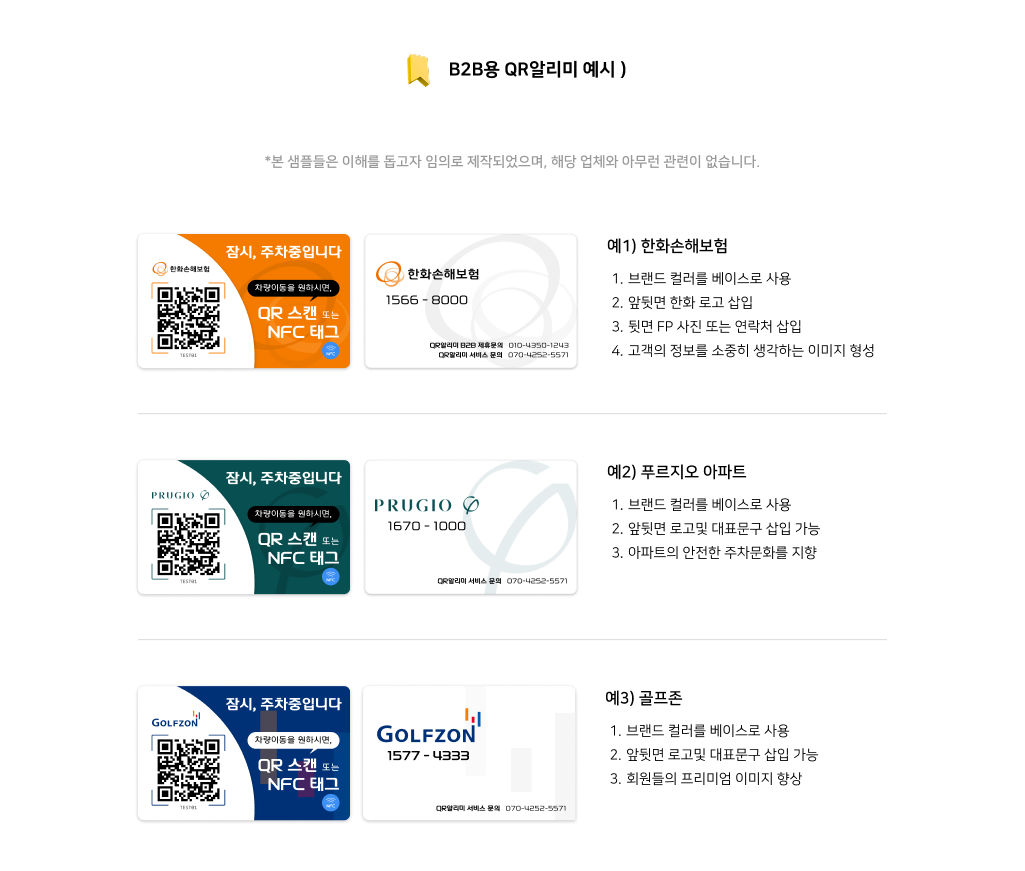 B2B용 QR알리미 예시 )
*본 샘플들은 이해를 돕고자 임의로 제작되었으며, 해당 업체와 아무런 관련이 없습니다.
잠시, 주차중입니다
한화손해보험
차량이동을 원하시면,
QR 스캔 또는
NFC 태그
NFC
TEST01
한화손해보험
1566 - 8000
QR알리미 B2B 제휴문의 010-4350-1243
QR알리미 서비스 문의 070-4252-5571
예1) 한화손해보험
1. 브랜드 컬러를 베이스로 사용
2. 앞뒷면 한화 로고 삽입
3. 뒷면 FP 사진 또는 연락처 삽입
4. 고객의 정보를 소중히 생각하는 이미지 형성
잠시, 주차중입니다
PRUGIO
차량이동을 원하시면,
QR 스캔 또는
NFC 태그
NFC
TEST01
PRUGIO
1670 - 1000
QR알리미 서비스 문의 070-4252-5571
예2) 푸르지오 아파트
1. 브랜드 컬러를 베이스로 사용
2. 앞뒷면 로고및 대표문구 삽입 가능
3. 아파트의 안전한 주차문화를 지향
잠시, 주차중입니다
GOLFZON
차량이동을 원하시면,
QR 스캔 또는
NFC 태그
NFC
TEST01
GOLFZON
1577 - 4333
QR알리미 서비스 문의 070-4252-5571
예3) 골프존
1. 브랜드 컬러를 베이스로 사용
2. 앞뒷면 로고및 대표문구 삽입 가능
3. 회원들의 프리미엄 이미지 향상